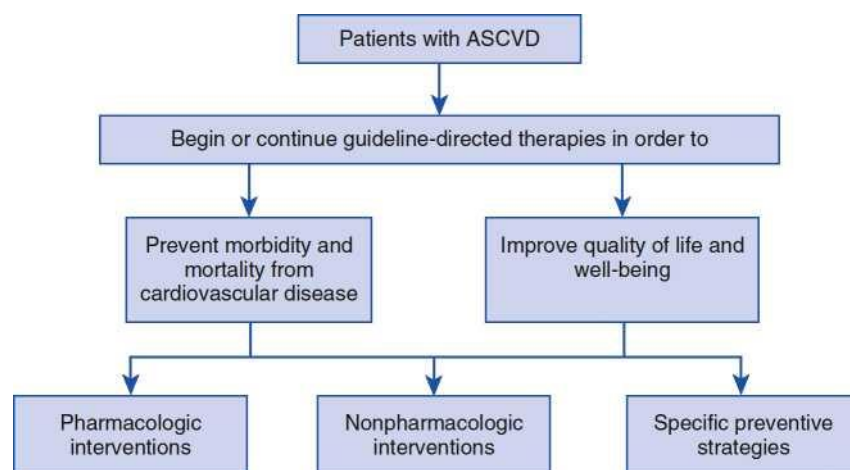 Patients with ASCVD
Begin or continue guideline-directed therapies in order to
Prevent morbidity and
mortality from
cardiovascular disease
Improve quality of life and
well-being
Pharmacologic
interventions
Nonpharmacologic
interventions
Specific preventive
strategies